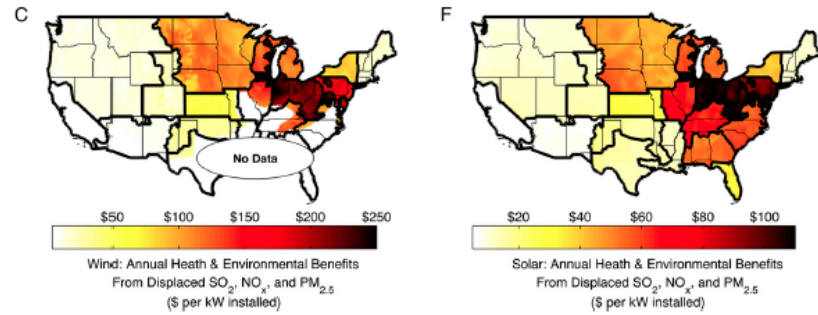 C
F
No Data
$50 $100 $150 $200 $250
$20 $40 $60 $80 $100
Wind: Annual Heath & Environmental Benefits
From Displaced SO2, NOx, and PM2.5
($ per kW installed)
Solar: Annual Heath & Environmental Benefits
From Displaced SO2, NOx, and PM2.5
($ per kW installed)